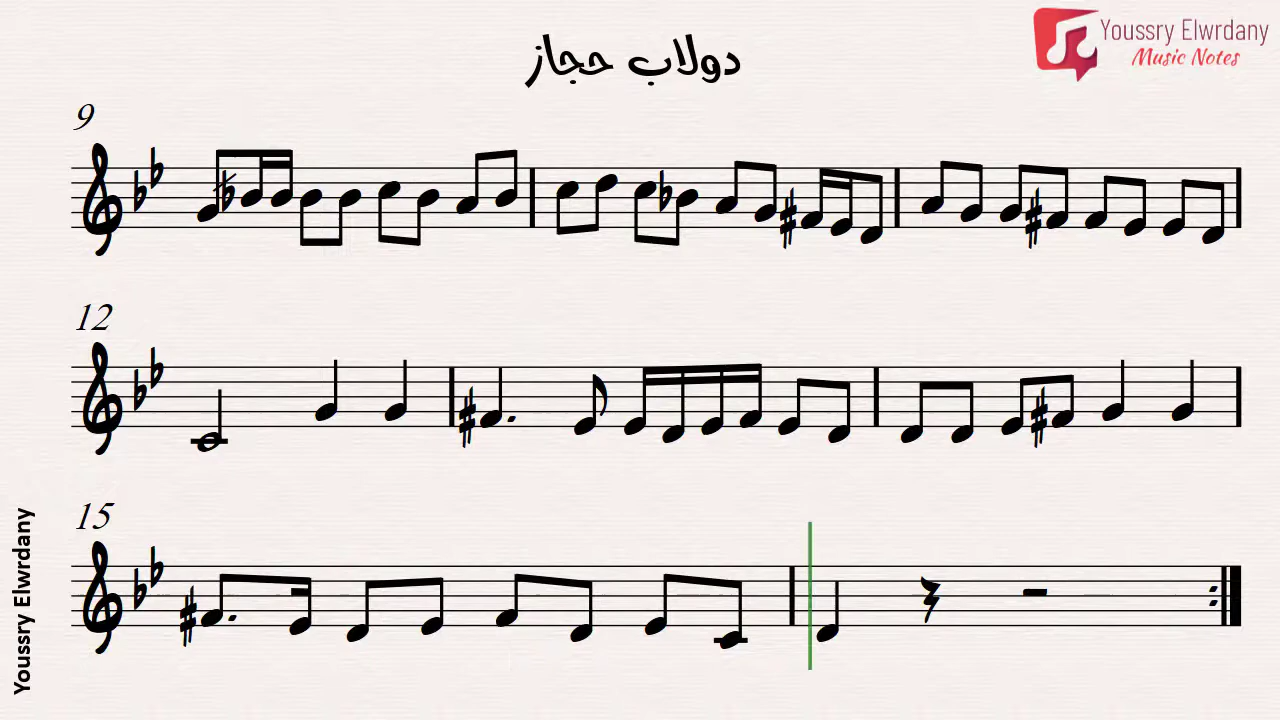 دولاب حجاز
Youssry Elwrdany
Music Notes
9
12
15
Youssry Elwrdany